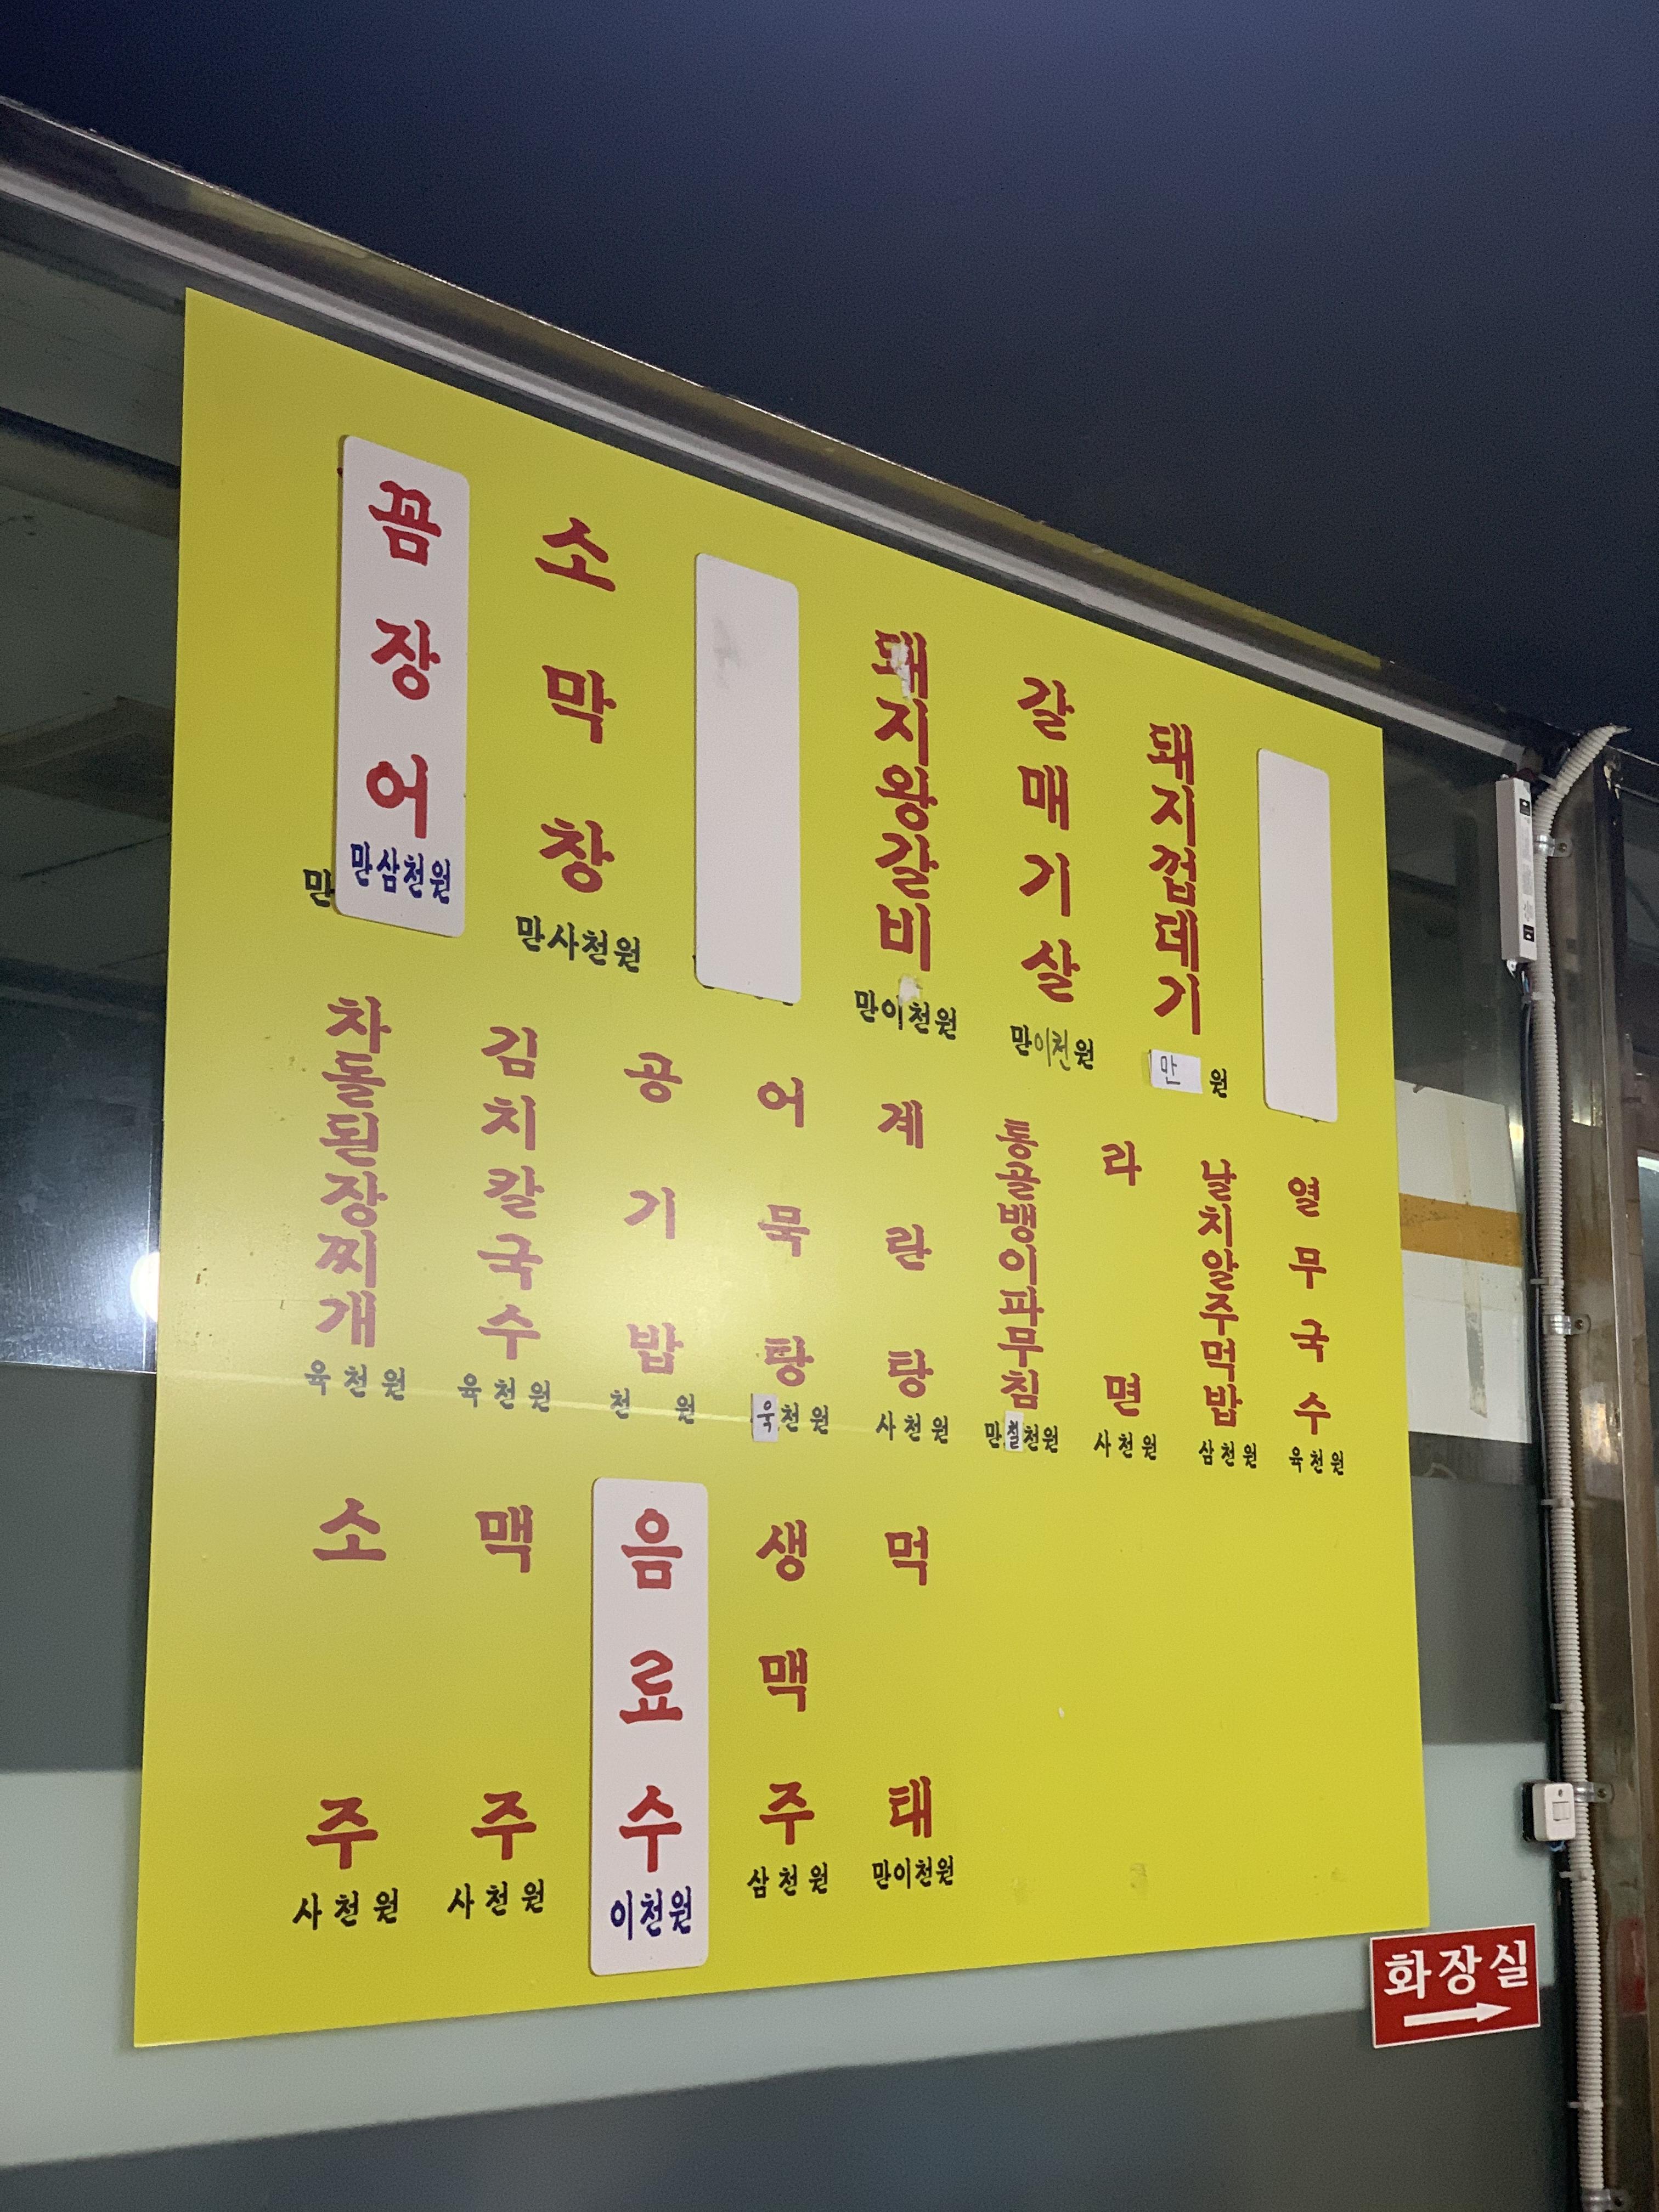 꼼장어
만삼천원
만
소막창
만사천원
돼지왕갈비
만이천원
갈매기살
만이천원
돼지껍데기
만 원
차돌된장찌개
육천원
김치칼국수
육천원
공기밥
천 원
어묵탕
육천원
계란탕
사천원
통골뱅이파무침
만칠천원
라면
사천원
날치알주먹밥
삼천원
열무국수
육천원
소주
사천원
맥주
사천원
음료수
이천원
생맥주
삼천원
먹태
만이천원
화장실